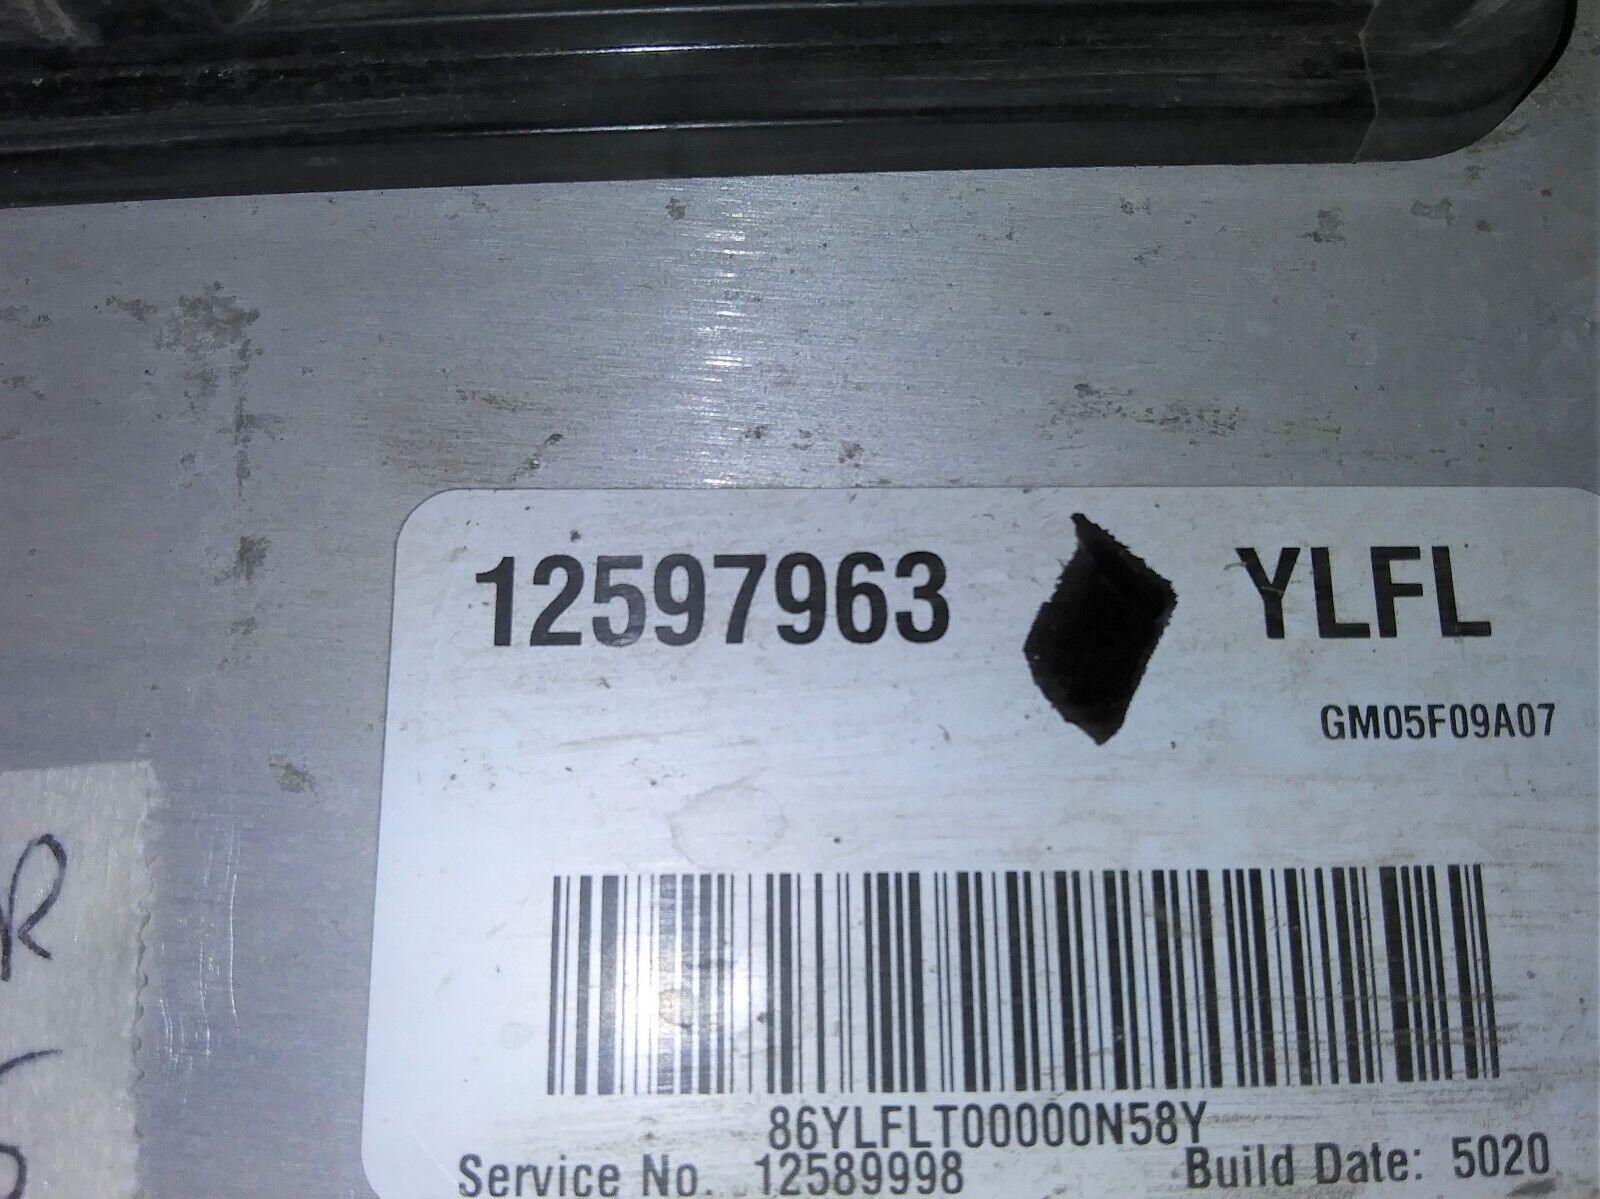 12597963 YLFL
GM05F09A07
R
86YLFLT00000N58Y
Service No. 12589998 Build Date: 5020